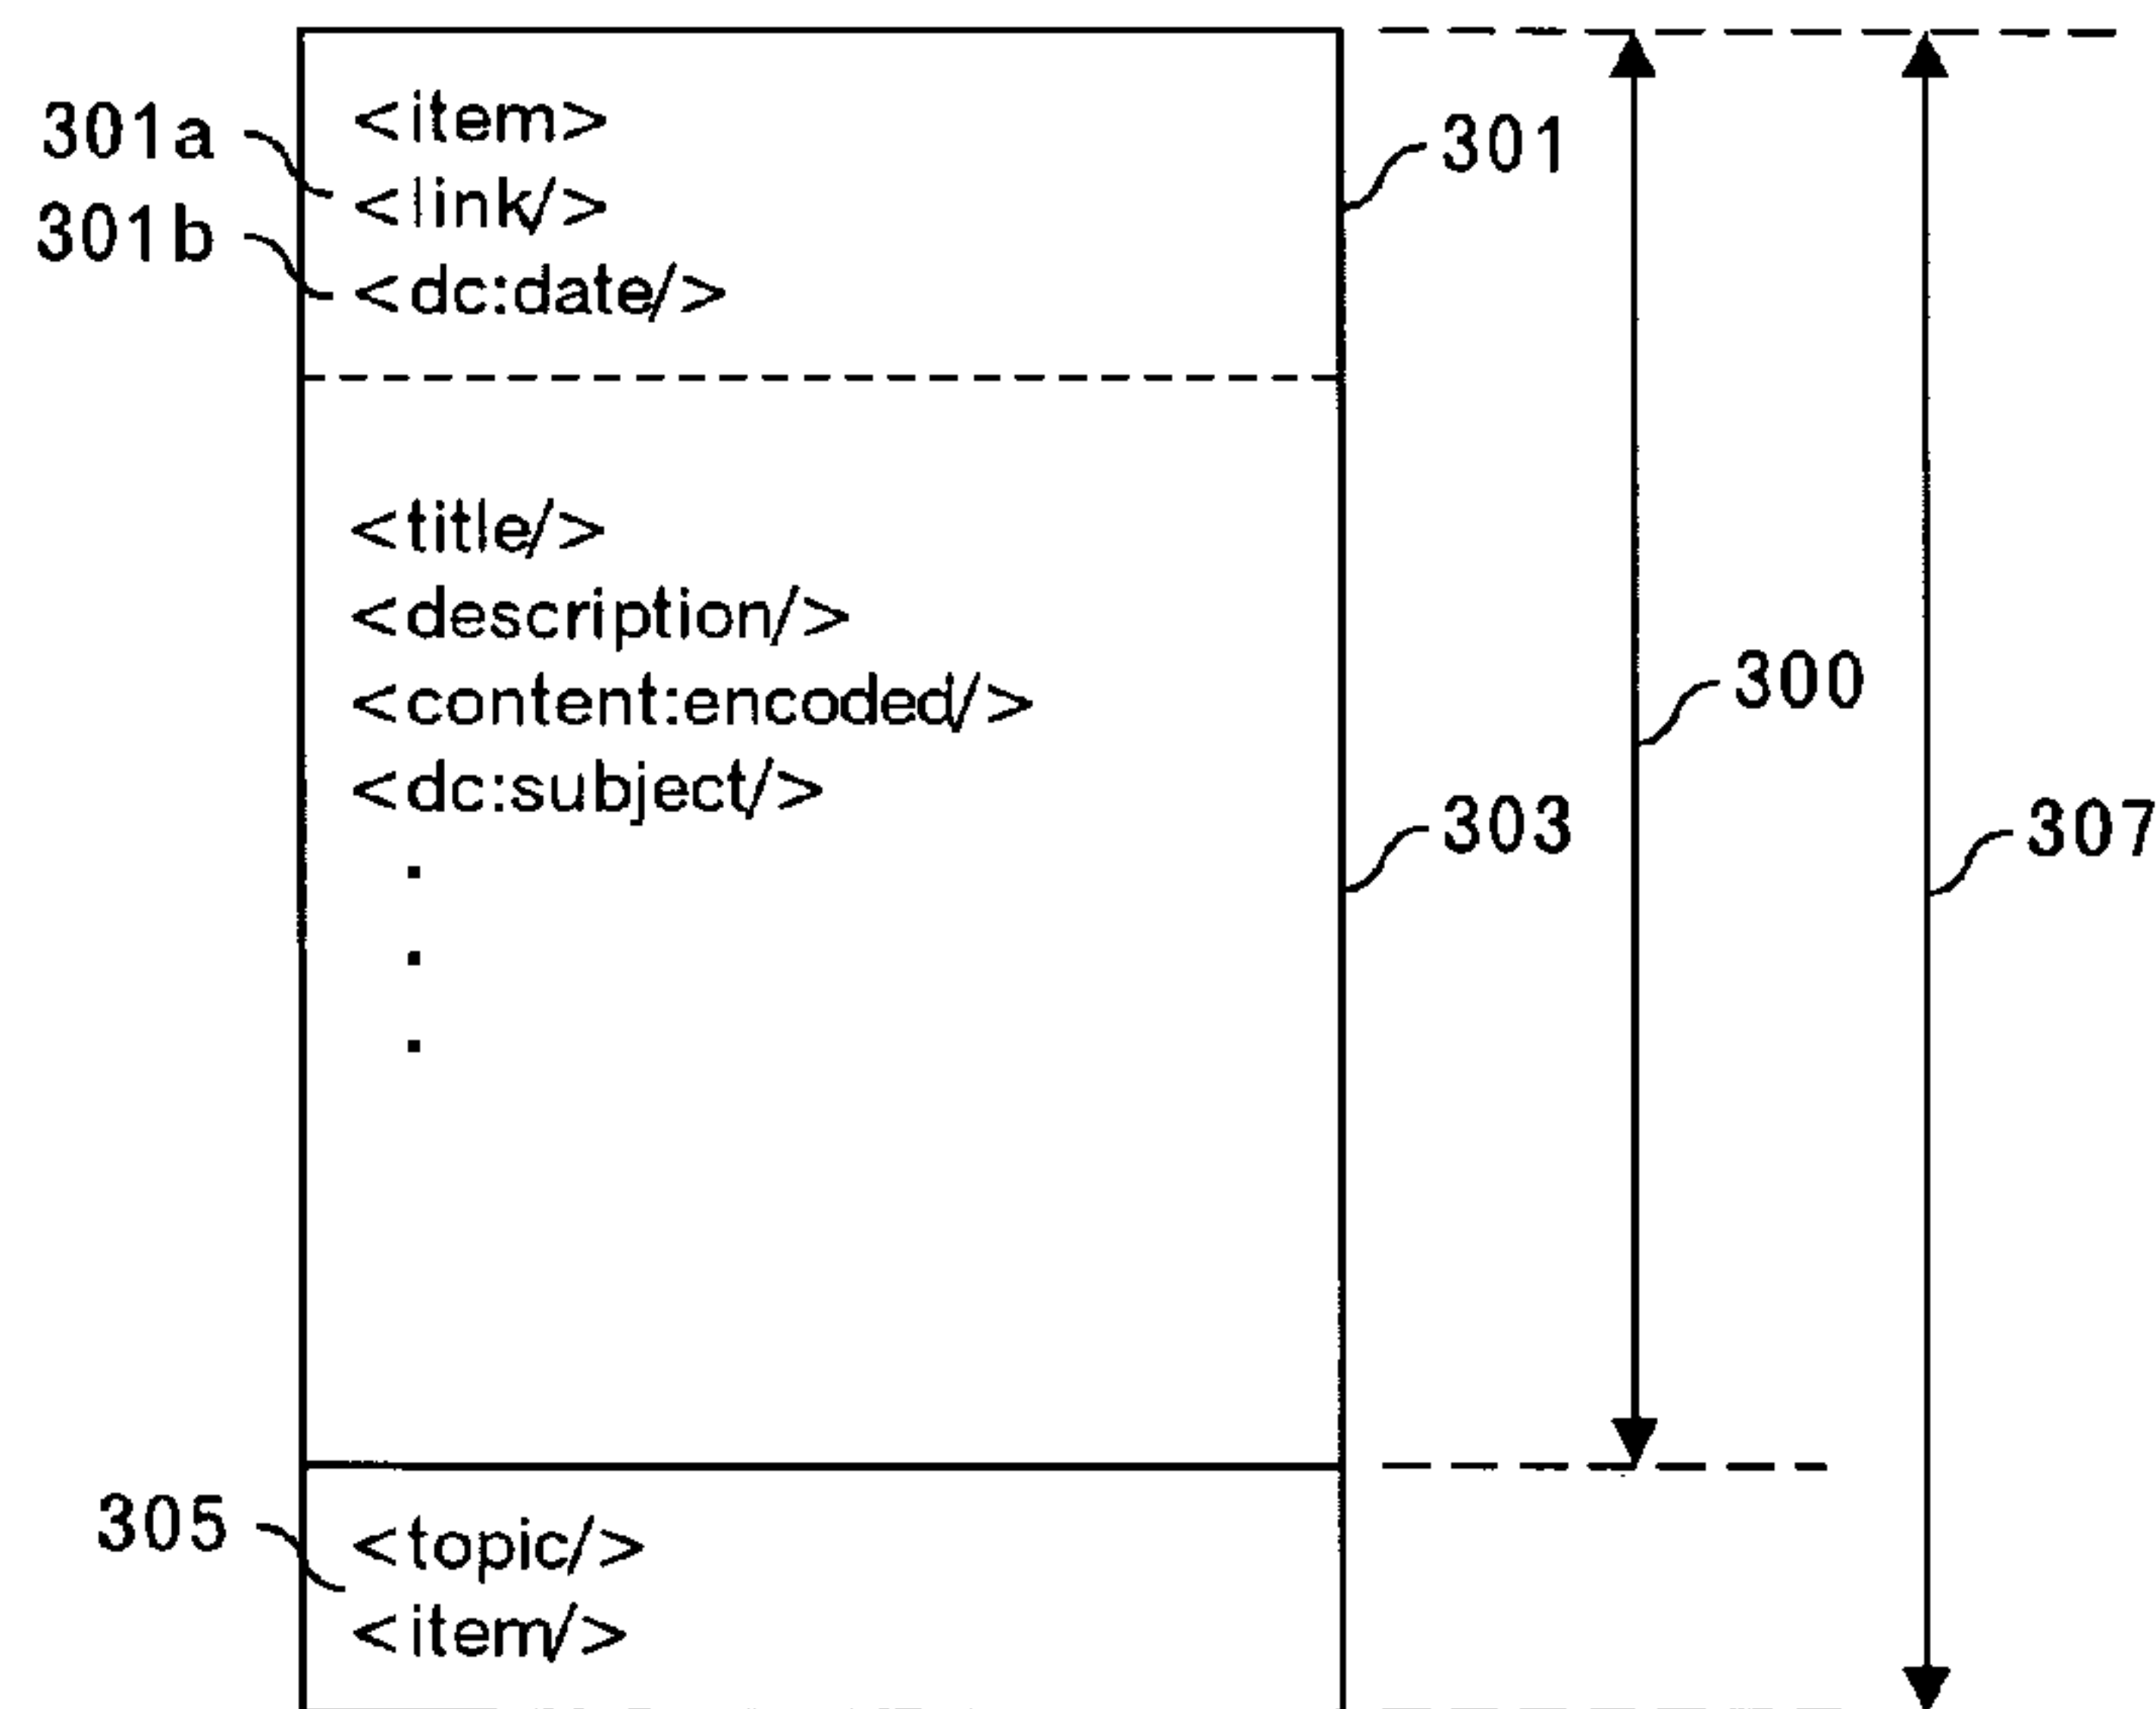 <item>
301a
301
<link/>
301b
<dc:date/>
<title/>
<description/>
300
<content:encoded/>
<dc:subject/>
303
307
.
.
.
305
<topic/>
<item/>